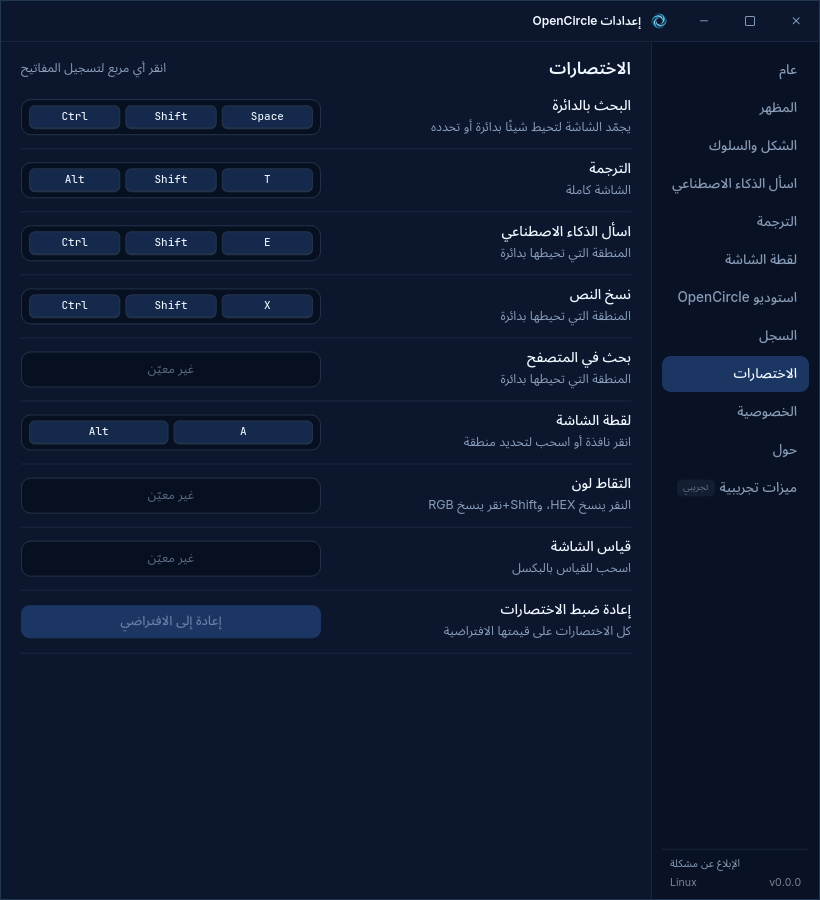 إعدادات OpenCircle
عام
المظهر
الشكل والسلوك
اسأل الذكاء الاصطناعي
الترجمة
لقطة الشاشة
استوديو OpenCircle
السجل
الاختصارات
الخصوصية
حول
ميزات تجريبية تجريبي
الإبلاغ عن مشكلة
v0.0.0 Linux
الاختصارات
انقر أي مربع لتسجيل المفاتيح
البحث بالدائرة
يجمّد الشاشة لتحيط شيئًا بدائرة أو تحدده
Ctrl Shift Space
الترجمة
الشاشة كاملة
Alt Shift T
اسأل الذكاء الاصطناعي
المنطقة التي تحيطها بدائرة
Ctrl Shift E
نسخ النص
المنطقة التي تحيطها بدائرة
Ctrl Shift X
بحث في المتصفح
المنطقة التي تحيطها بدائرة
غير معيّن
لقطة الشاشة
انقر نافذة أو اسحب لتحديد منطقة
Alt A
التقاط لون
النقر ينسخ HEX، وShift+نقر ينسخ RGB
غير معيّن
قياس الشاشة
اسحب للقياس بالبكسل
غير معيّن
إعادة ضبط الاختصارات
كل الاختصارات على قيمتها الافتراضية
إعادة إلى الافتراضي